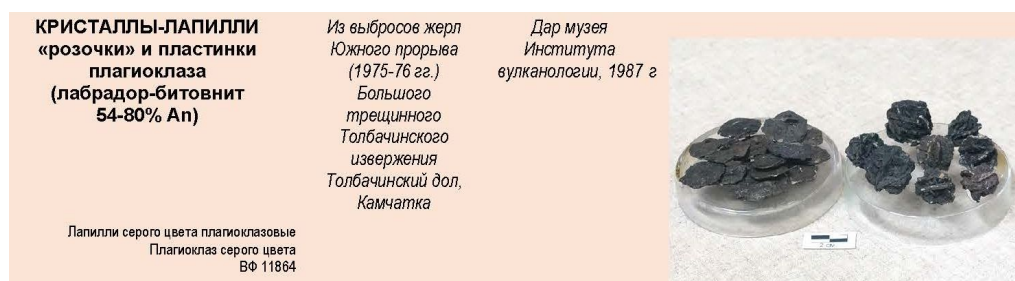 КРИСТАЛЛЫ-ЛАПИЛЛИ
«розочки» и пластинки
плагиоклаза
(лабрадор-битовнит
54-80% An)
Лапилли серого цвета плагиоклазовые
Плагиоклаз серого цвета
ВФ 11864
Из выбросов жерл
Южного прорыва
(1975-76 гг.)
Большого
трещинного
Толбачинского
извержения
Толбачинский дол,
Камчатка
Дар музея
Института
вулканологии, 1987 г
2 см